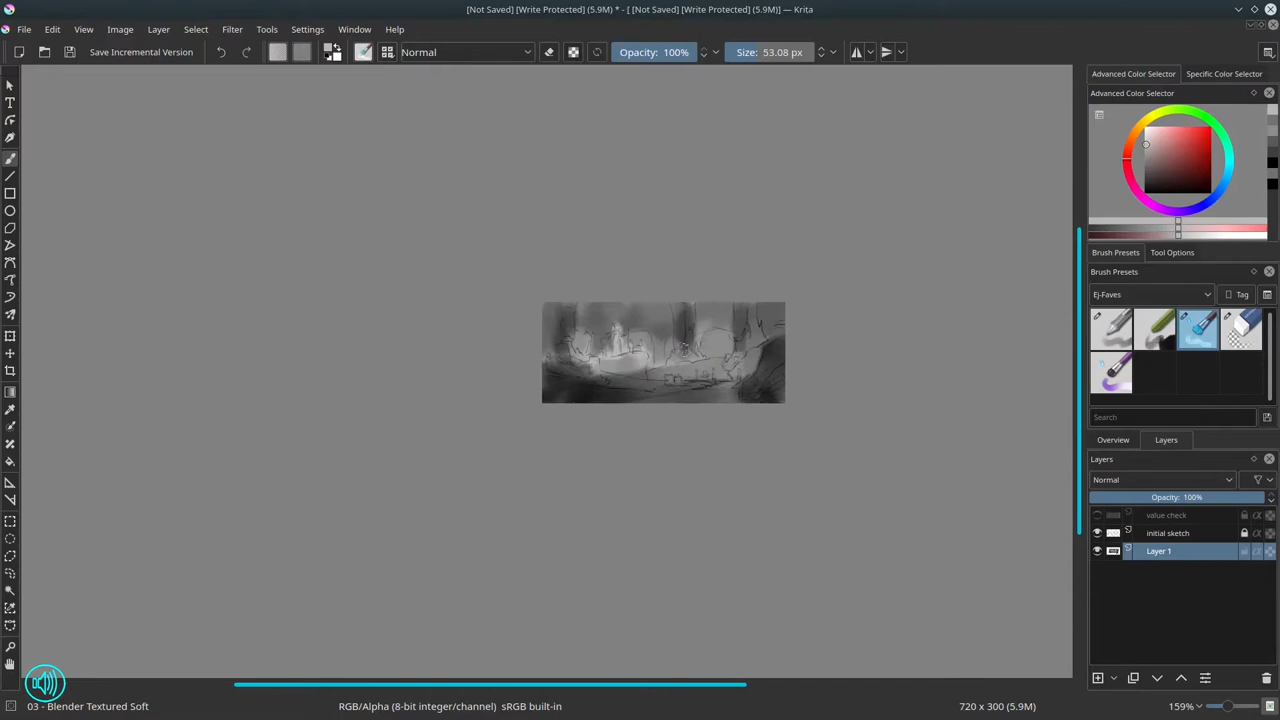 [Not Saved] [Write Protected] (5.9M) * - [ [Not Saved] [Write Protected] (5.9M)] — Krita
File Edit View Image Layer Select Filter Tools Settings Window Help
Save Incremental Version Normal Opacity: 100% Size: 53.08 px
Advanced Color Selector Specific Color Selector
Advanced Color Selector
Brush Presets Tool Options
Brush Presets
Ej-Faves Tag
Search
Overview Layers
Layers
Normal
Opacity: 100%
value check
initial sketch
Layer 1
03 - Blender Textured Soft RGB/Alpha (8-bit integer/channel) sRGB built-in 720 x 300 (5.9M) 159%